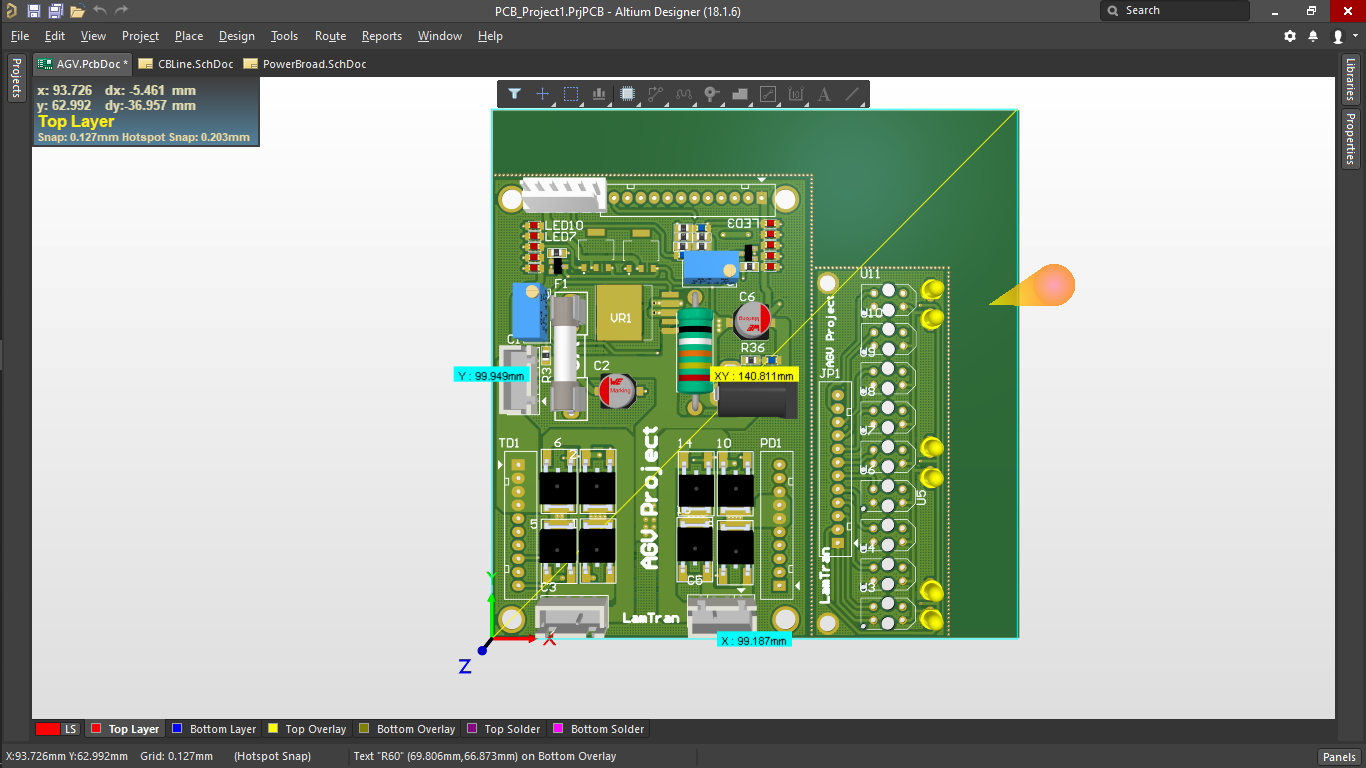 PCB_Project1.PrjPCB - Altium Designer (18.1.6)
Search
File Edit View Project Place Design Tools Route Reports Window Help
AGV.PcbDoc * CBLine.SchDoc PowerBroad.SchDoc
Projects
Libraries
Properties
x: 93.726 dx: -5.461 mm
y: 62.992 dy:-36.957 mm
Top Layer
Snap: 0.127mm Hotspot Snap: 0.203mm
LED10
LED7
LED3
F1
VR1
C6
R36
C2
R3
Y : 99.949mm
XY : 140.811mm
U11
U10
U9
U8
U7
U6
U5
U4
U3
AGV Project
JP1
LamTran
TD1
6
2
14
10
PD1
AGV Project
C3
C5
LamTran
X : 99.187mm
Y
X
Z
LS Top Layer Bottom Layer Top Overlay Bottom Overlay Top Solder Bottom Solder
X:93.726mm Y:62.992mm Grid: 0.127mm (Hotspot Snap) Text "R60" (69.806mm,66.873mm) on Bottom Overlay
Panels